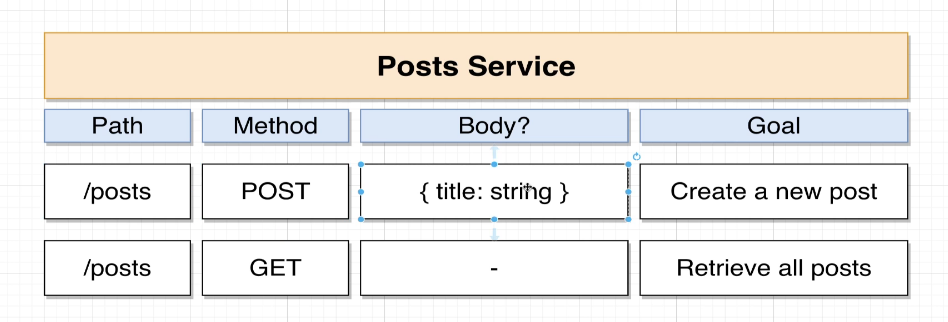 Posts Service
Path Method Body? Goal
/posts POST { title: string } Create a new post
/posts GET - Retrieve all posts